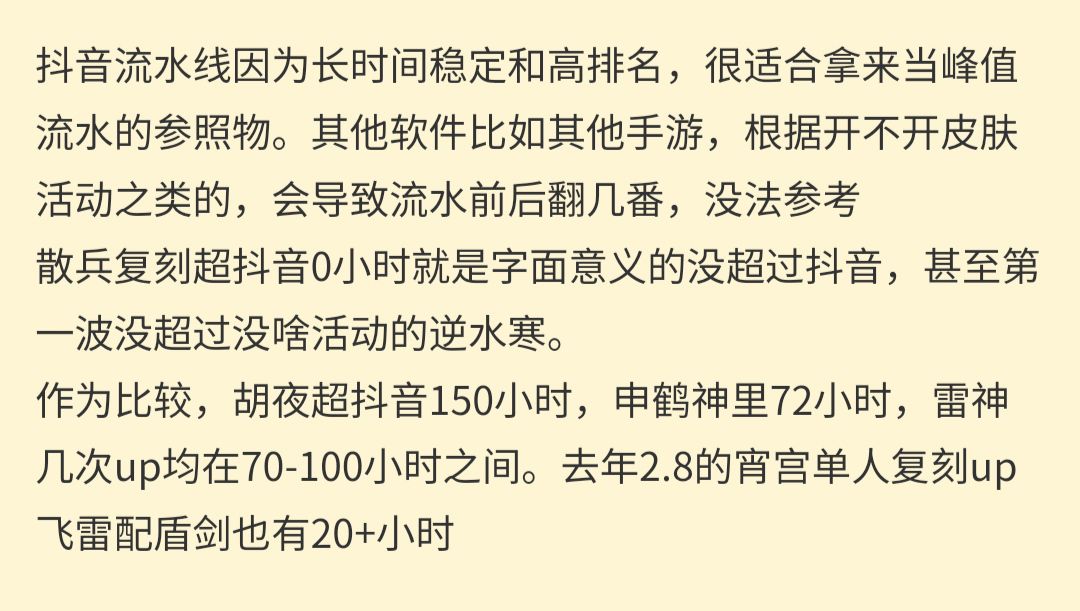 抖音流水线因为长时间稳定和高排名，很适合拿来当峰值
流水的参照物。其他软件比如其他手游，根据开不开皮肤
活动之类的，会导致流水前后翻几番，没法参考
散兵复刻超抖音0小时就是字面意义的没超过抖音，甚至第
一波没超过没啥活动的逆水寒。
作为比较，胡夜超抖音150小时，申鹤神里72小时，雷神
几次up均在70-100小时之间。去年2.8的宵宫单人复刻up
飞雷配盾剑也有20+小时